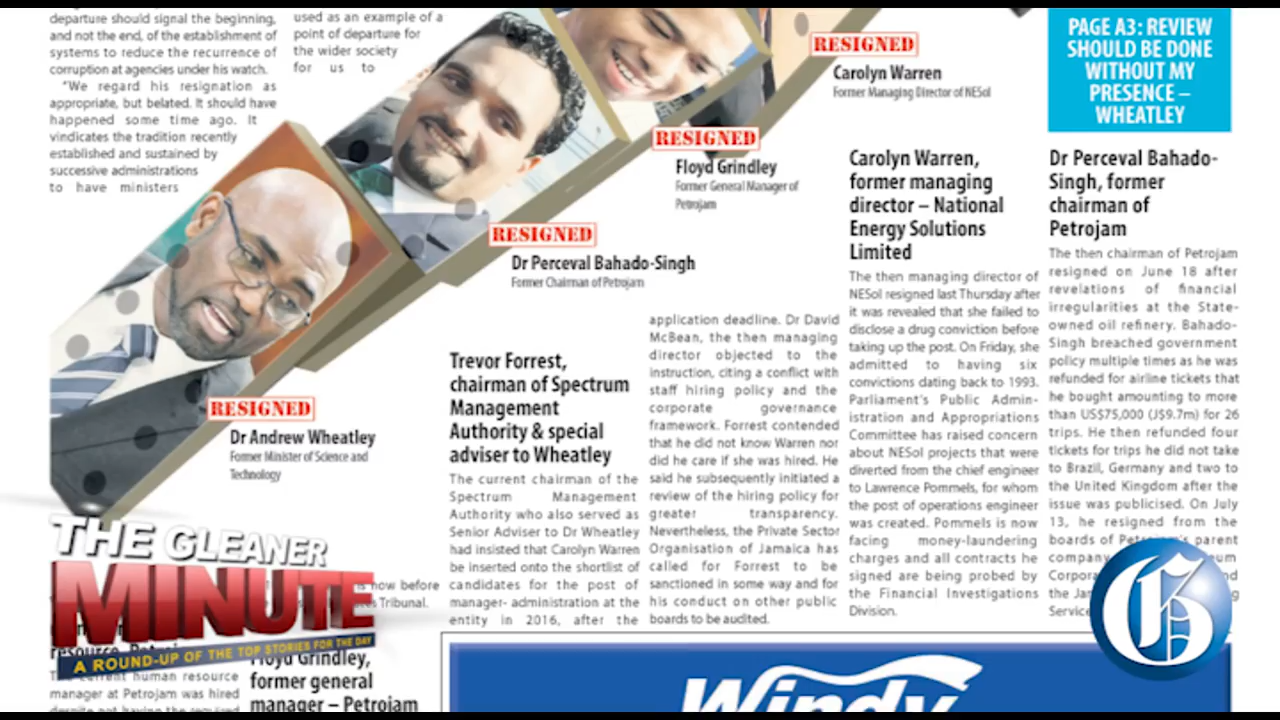 departure should signal the beginning,
and not the end, of the establishment of
systems to reduce the recurrence of
corruption at agencies under his watch.
"We regard his resignation as
appropriate, but belated. It should have
happened some time ago. It
vindicates the tradition recently
established and sustained by
successive administrations
to have ministers
used as an example of a
point of departure for
the wider society
for us to
RESIGNED
Carolyn Warren
Former Managing Director of NESol
RESIGNED
Floyd Grindley
Former General Manager of
Petrojam
RESIGNED
Dr Perceval Bahado-Singh
Former Chairman of Petrojam
RESIGNED
Dr Andrew Wheatley
Former Minister of Science and
Technology
PAGE A3: REVIEW
SHOULD BE DONE
WITHOUT MY
PRESENCE –
WHEATLEY
is now before
Tribunal.
resource
human resource
manager at Petrojam was hired
Floyd Grindley,
former general
manager – Petrojam
Trevor Forrest,
chairman of Spectrum
Management
Authority & special
adviser to Wheatley
The current chairman of the
Spectrum Management
Authority who also served as
Senior Adviser to Dr Wheatley
had insisted that Carolyn Warren
be inserted onto the shortlist of
candidates for the post of
manager- administration at the
entity in 2016, after the
application deadline. Dr David
McBean, the then managing
director objected to the
instruction, citing a conflict with
staff hiring policy and the
corporate governance
framework. Forrest contended
that he did not know Warren nor
did he care if she was hired. He
said he subsequently initiated a
review of the hiring policy for
greater transparency.
Nevertheless, the Private Sector
Organisation of Jamaica has
called for Forrest to be
sanctioned in some way and for
his conduct on other public
boards to be audited.
Carolyn Warren,
former managing
director – National
Energy Solutions
Limited
The then managing director of
NESol resigned last Thursday after
it was revealed that she failed to
disclose a drug conviction before
taking up the post. On Friday, she
admitted to having six
convictions dating back to 1993.
Parliament's Public Admin-
istration and Appropriations
Committee has raised concern
about NESol projects that were
diverted from the chief engineer
to Lawrence Pommels, for whom
the post of operations engineer
was created. Pommels is now
facing money-laundering
charges and all contracts he
signed are being probed by
the Financial Investigations
Division.
Dr Perceval Bahado-
Singh, former
chairman of
Petrojam
The then chairman of Petrojam
resigned on June 18 after
revelations of financial
irregularities at the State-
owned oil refinery. Bahado-
Singh breached government
policy multiple times as he was
refunded for airline tickets that
he bought amounting to more
than US$75,000 (J$9.7m) for 26
trips. He then refunded four
tickets for trips he did not take
to Brazil, Germany and two to
the United Kingdom after the
issue was publicised. On July
13, he resigned from the
boards of Petrojam's parent
company
the
THE GLEANER
MINUTE
A ROUND-UP OF THE TOP STORIES FOR THE DAY
G
Windy